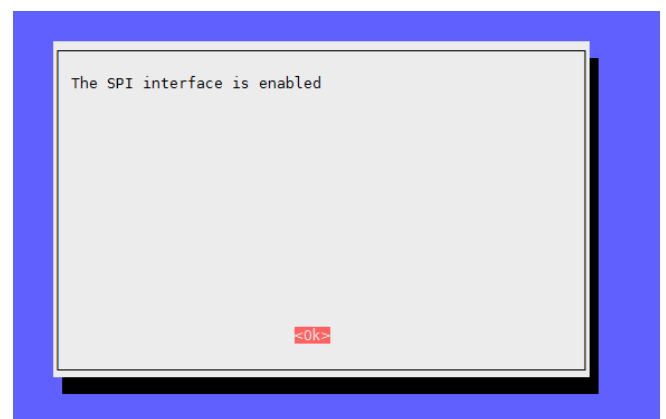 The SPI interface is enabled
<Ok>